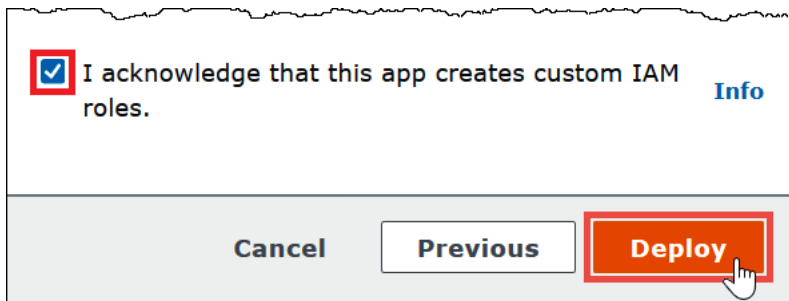 I acknowledge that this app creates custom IAM
roles.
Info
Cancel
Previous
Deploy